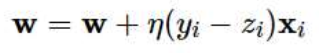 w = w + η(yᵢ − zᵢ)xᵢ